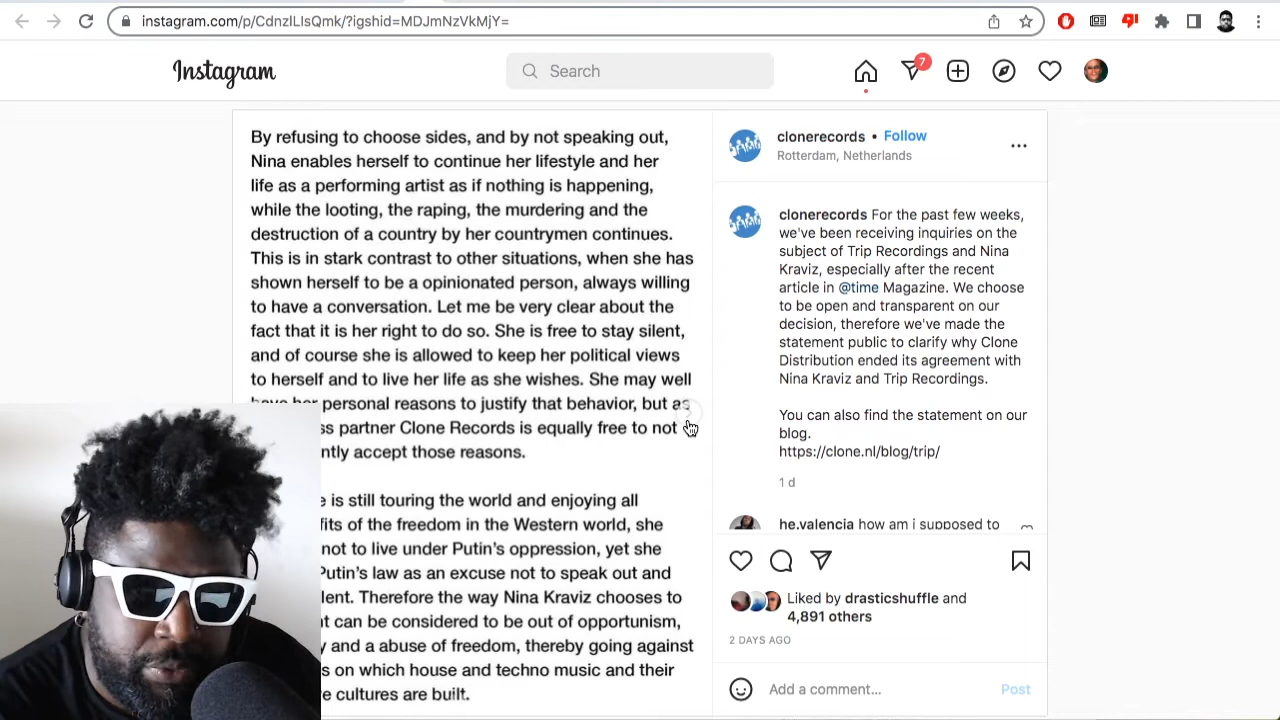 instagram.com/p/CdnzlLlsQmk/?igshid=MDJmNzVkMjY=
Instagram
Search
7
By refusing to choose sides, and by not speaking out,
Nina enables herself to continue her lifestyle and her
life as a performing artist as if nothing is happening,
while the looting, the raping, the murdering and the
destruction of a country by her countrymen continues.
This is in stark contrast to other situations, when she has
shown herself to be a opinionated person, always willing
to have a conversation. Let me be very clear about the
fact that it is her right to do so. She is free to stay silent,
and of course she is allowed to keep her political views
to herself and to live her life as she wishes. She may well
have her personal reasons to justify that behavior, but as
partner Clone Records is equally free to not
accept those reasons.
is still touring the world and enjoying all
of the freedom in the Western world, she
not to live under Putin's oppression, yet she
Putin's law as an excuse not to speak out and
Therefore the way Nina Kraviz chooses to
can be considered to be out of opportunism,
and a abuse of freedom, thereby going against
on which house and techno music and their
cultures are built.
clonerecords • Follow
Rotterdam, Netherlands
clonerecords For the past few weeks,
we've been receiving inquiries on the
subject of Trip Recordings and Nina
Kraviz, especially after the recent
article in @time Magazine. We choose
to be open and transparent on our
decision, therefore we've made the
statement public to clarify why Clone
Distribution ended its agreement with
Nina Kraviz and Trip Recordings.
You can also find the statement on our
blog.
https://clone.nl/blog/trip/
1 d
he.valencia how am i supposed to
Liked by drasticshuffle and
4,891 others
2 DAYS AGO
Add a comment...
Post